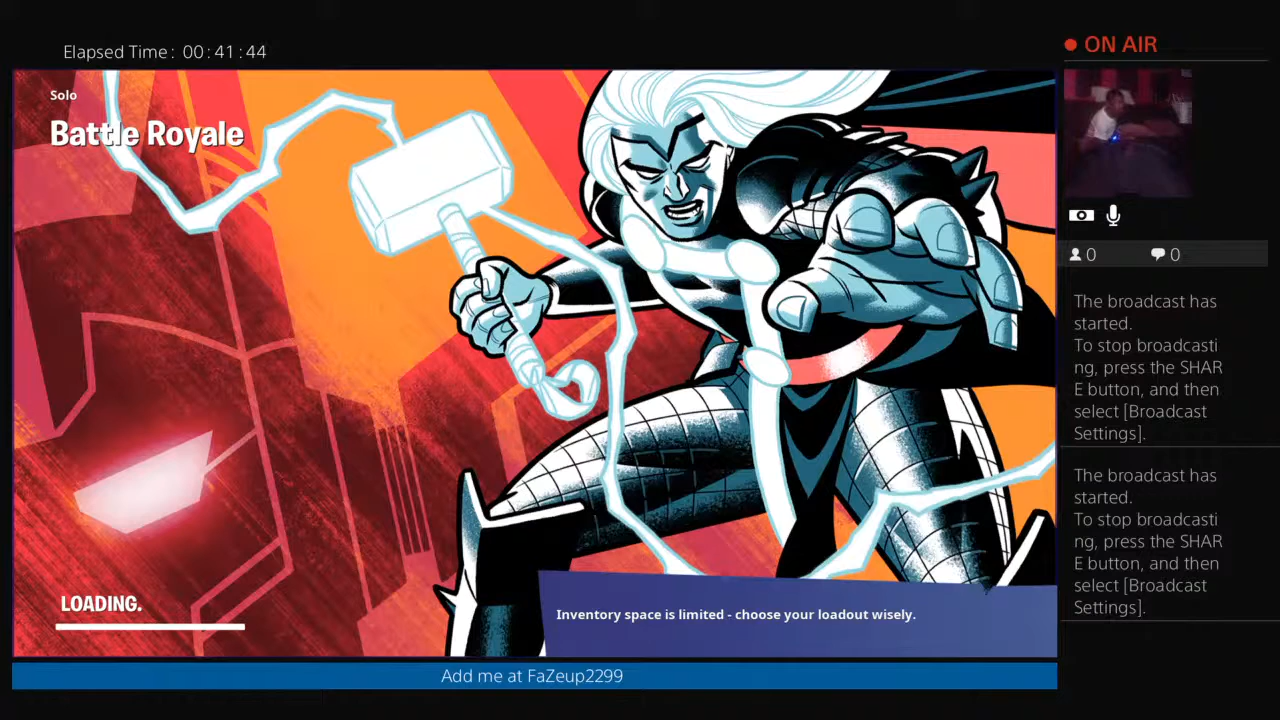 Elapsed Time: 00:41:44
ON AIR
Solo
Battle Royale
0
0
The broadcast has
started.
To stop broadcasti
ng, press the SHAR
E button, and then
select [Broadcast
Settings].
The broadcast has
started.
To stop broadcasti
ng, press the SHAR
E button, and then
select [Broadcast
Settings].
LOADING.
Inventory space is limited - choose your loadout wisely.
Add me at FaZeup2299